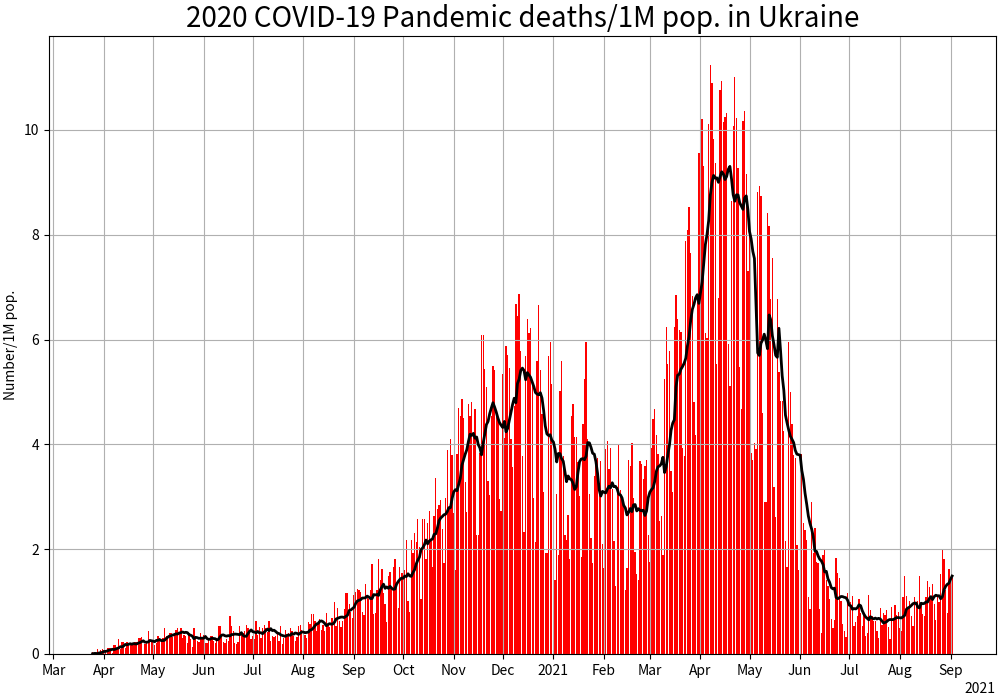 2020 COVID-19 Pandemic deaths/1M pop. in Ukraine
Number/1M pop.
10
8
6
4
2
0
Mar Apr May Jun Jul Aug Sep Oct Nov Dec 2021 Feb Mar Apr May Jun Jul Aug Sep
2021